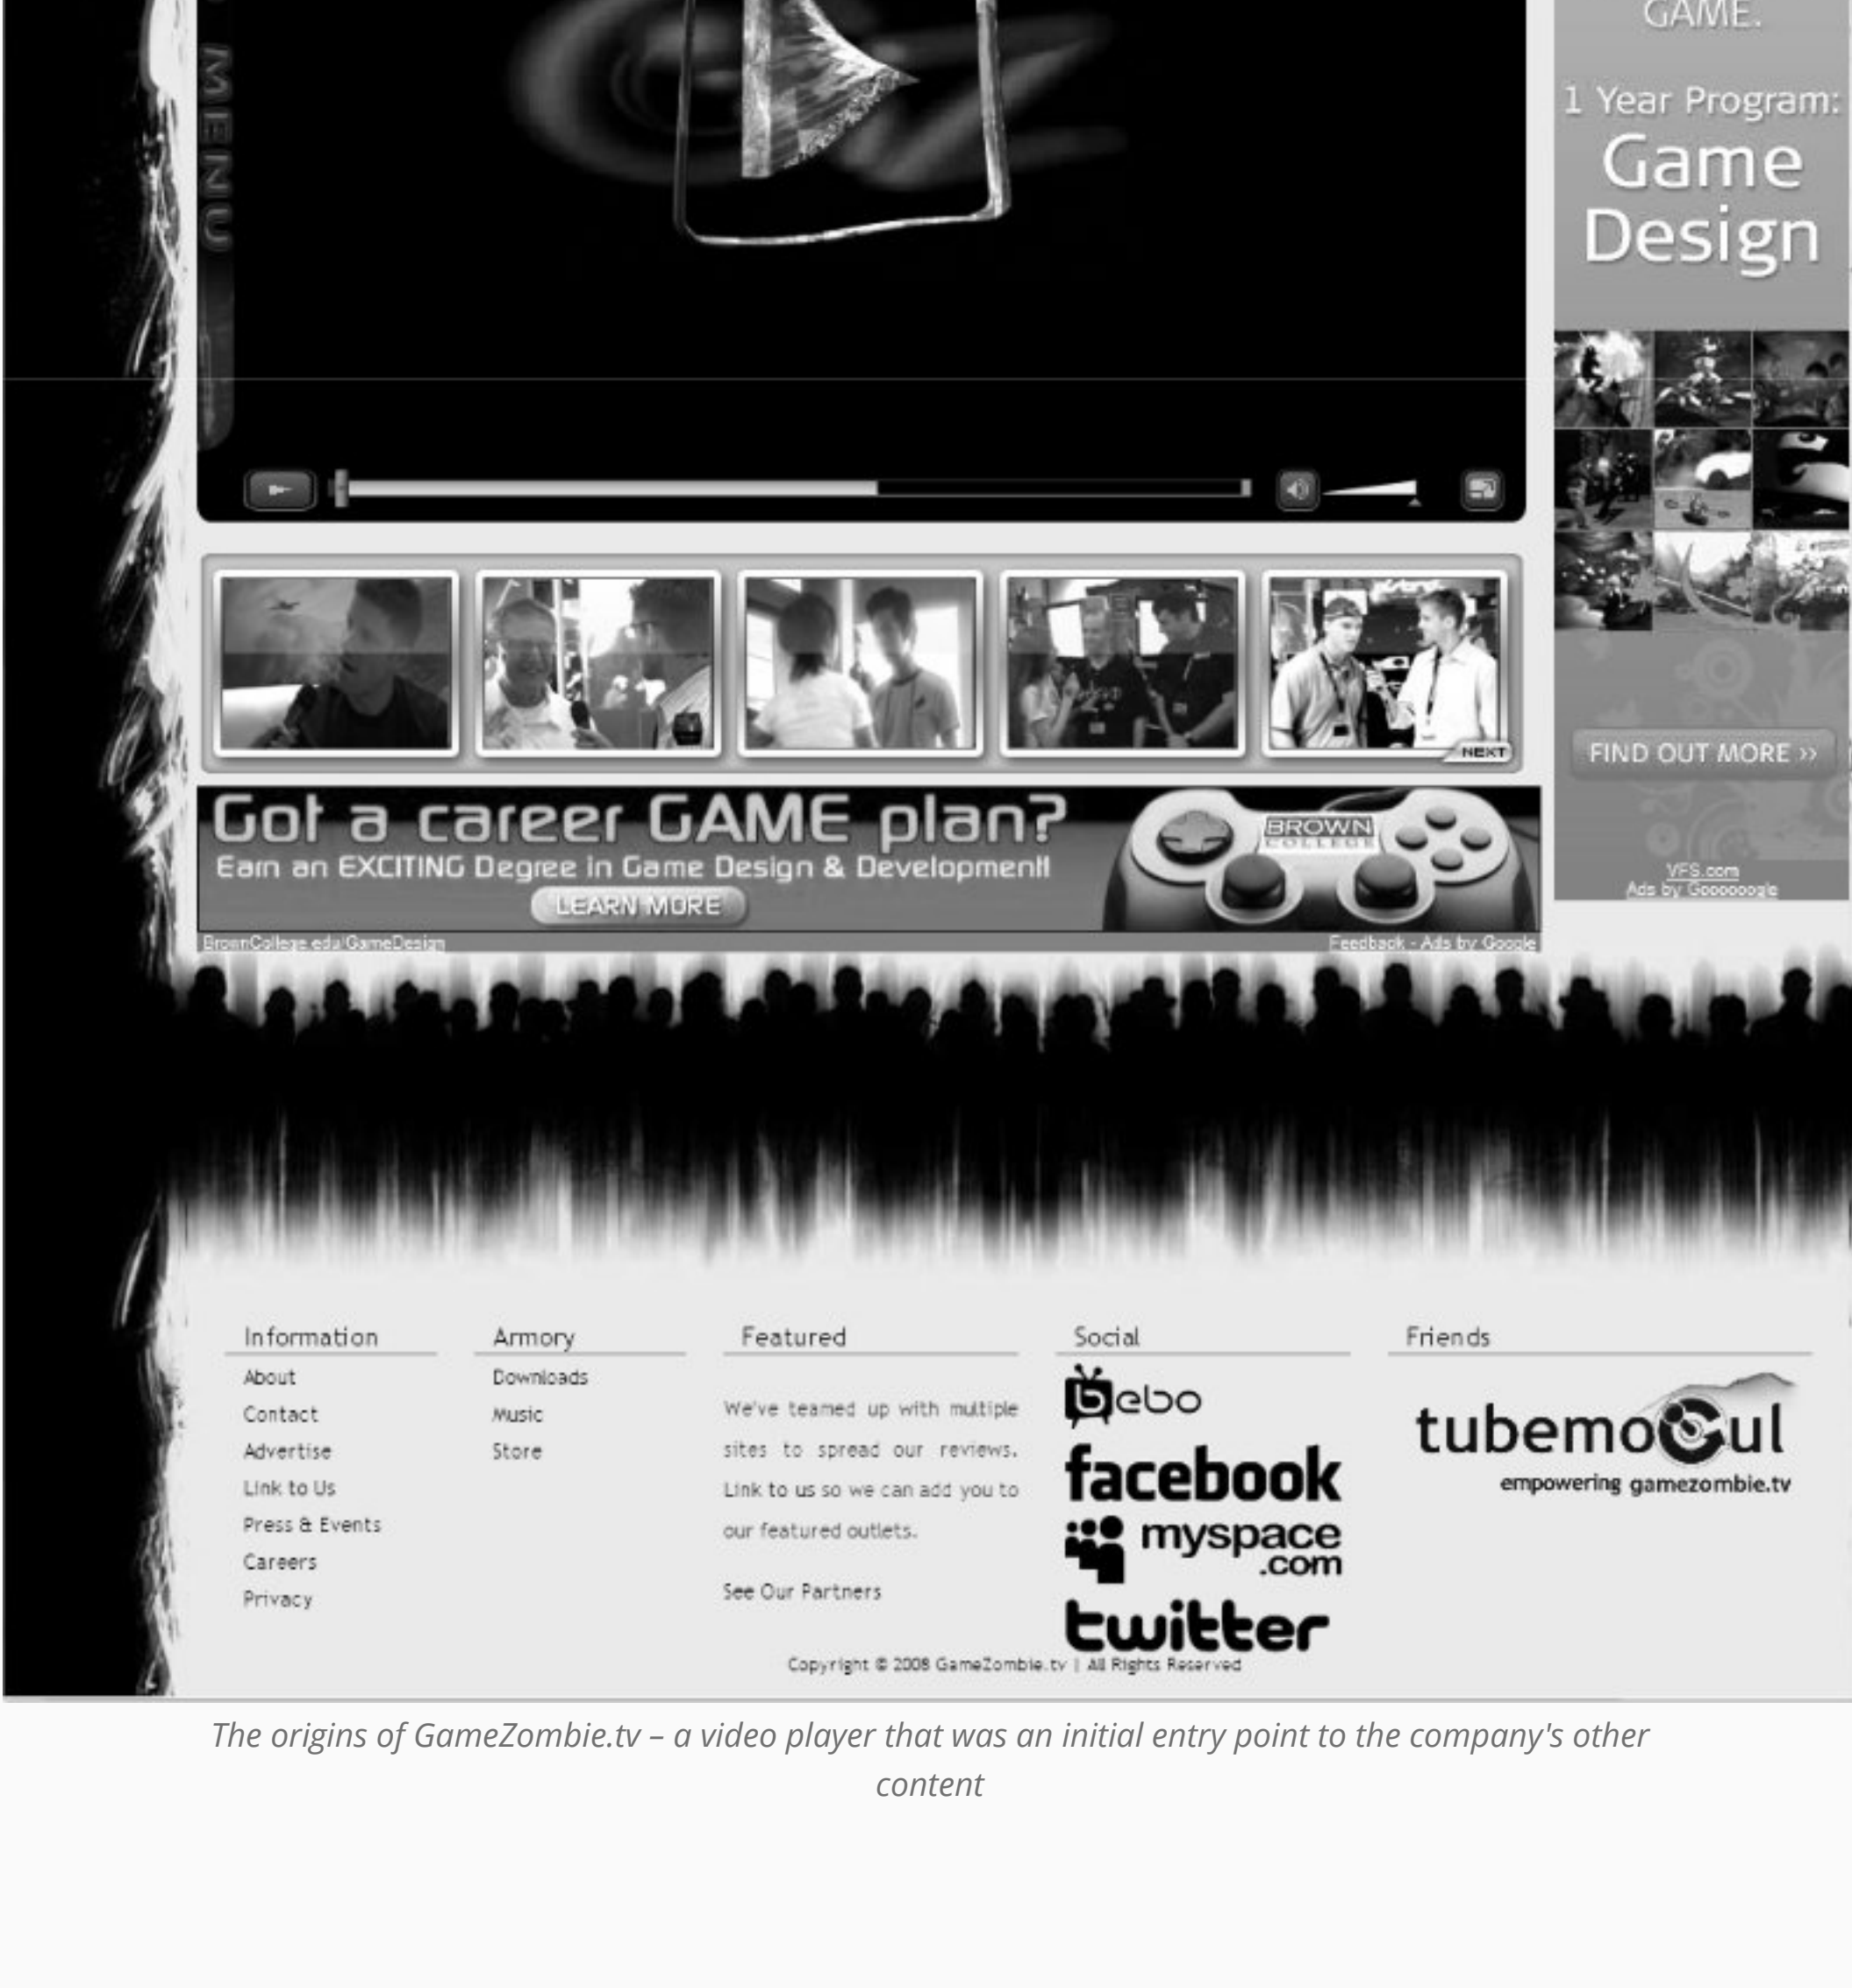 GAME.
1 Year Program:
Game
Design
MENU
NEXT
FIND OUT MORE >>
Got a career GAME plan?
Earn an EXCITING Degree in Game Design & Development!
LEARN MORE
BROWN
COLLEGE
BrownCollege.edu/GameDesign
Feedback - Ads by Google
VFS.com
Ads by Goooooogle
Information
About
Contact
Advertise
Link to Us
Press & Events
Careers
Privacy
Armory
Downloads
Music
Store
Featured
We've teamed up with multiple
sites to spread our reviews.
Link to us so we can add you to
our featured outlets.
See Our Partners
Social
bebo
facebook
myspace
.com
twitter
Friends
tubemogul
empowering gamezombie.tv
Copyright © 2008 GameZombie.tv | All Rights Reserved
The origins of GameZombie.tv – a video player that was an initial entry point to the company's other
content